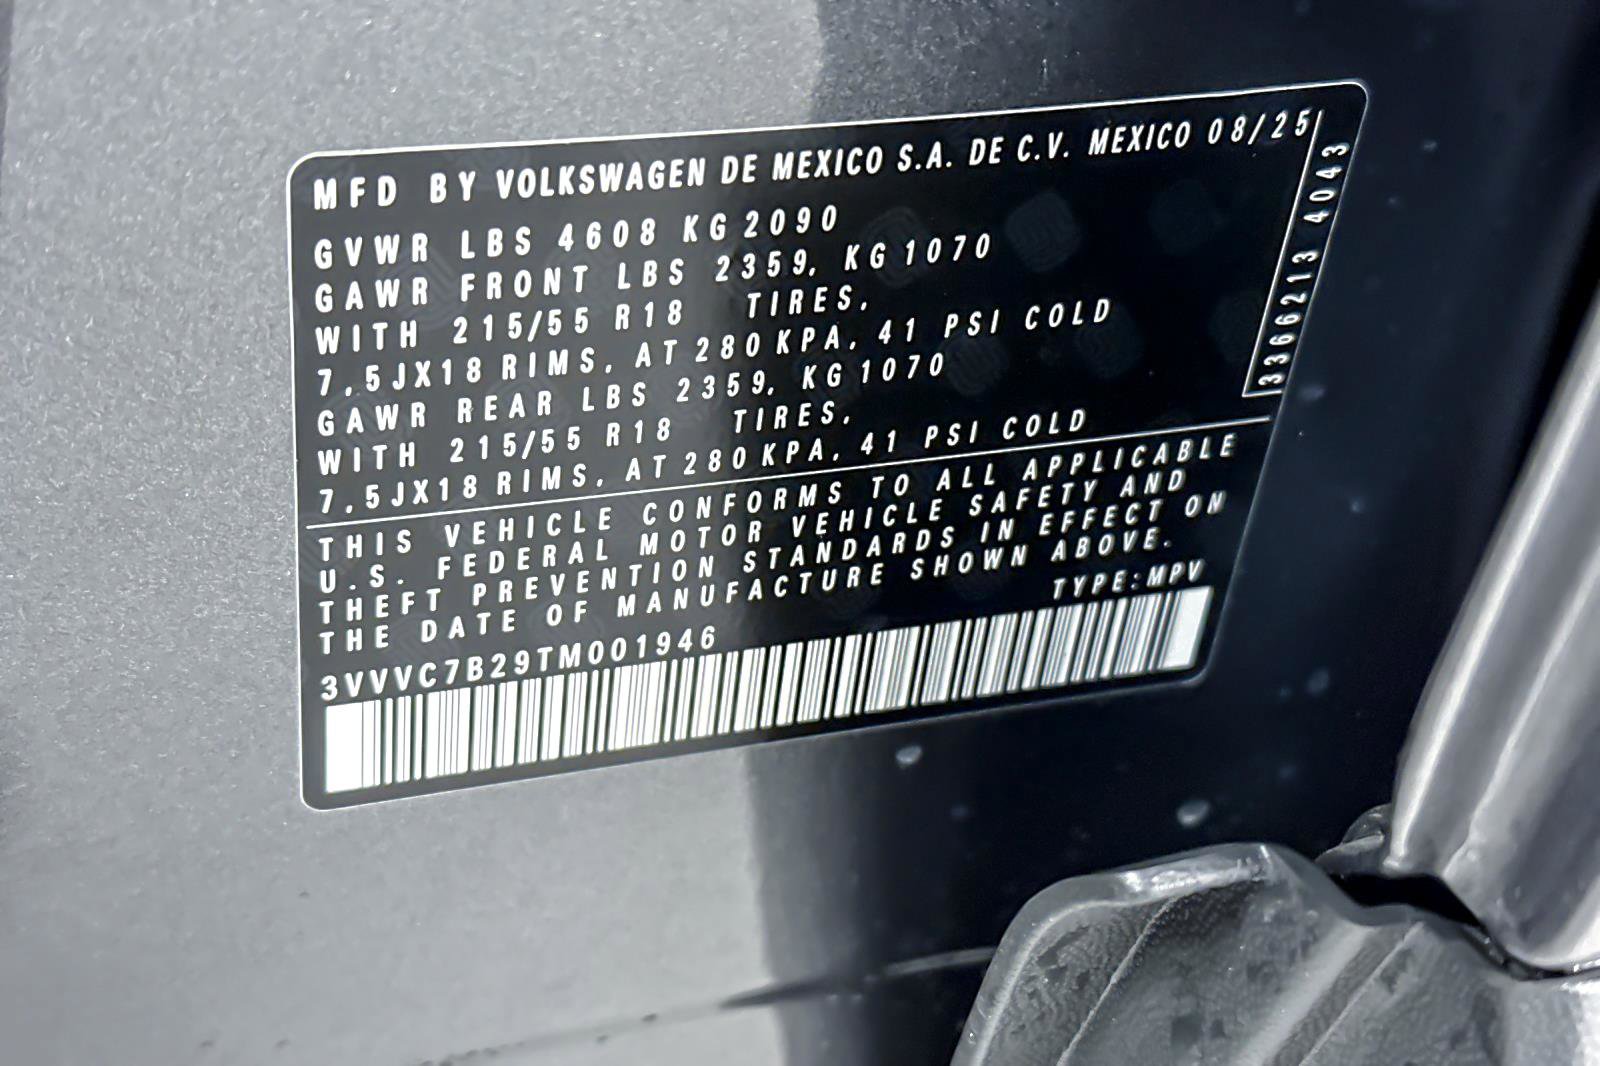 MFD BY VOLKSWAGEN DE MEXICO S.A. DE C.V. MEXICO 08/25
GVWR LBS 4608 KG 2090
GAWR FRONT LBS 2359, KG 1070
WITH 215/55 R18 TIRES,
7,5JX18 RIMS, AT 280 KPA, 41 PSI COLD
GAWR REAR LBS 2359, KG 1070
WITH 215/55 R18 TIRES,
7,5JX18 RIMS, AT 280 KPA, 41 PSI COLD
3366213 4043
THIS VEHICLE CONFORMS TO ALL APPLICABLE
U.S. FEDERAL MOTOR VEHICLE SAFETY AND
THEFT PREVENTION STANDARDS IN EFFECT ON
THE DATE OF MANUFACTURE SHOWN ABOVE.
TYPE: MPV
3VVVC7B29TM001946